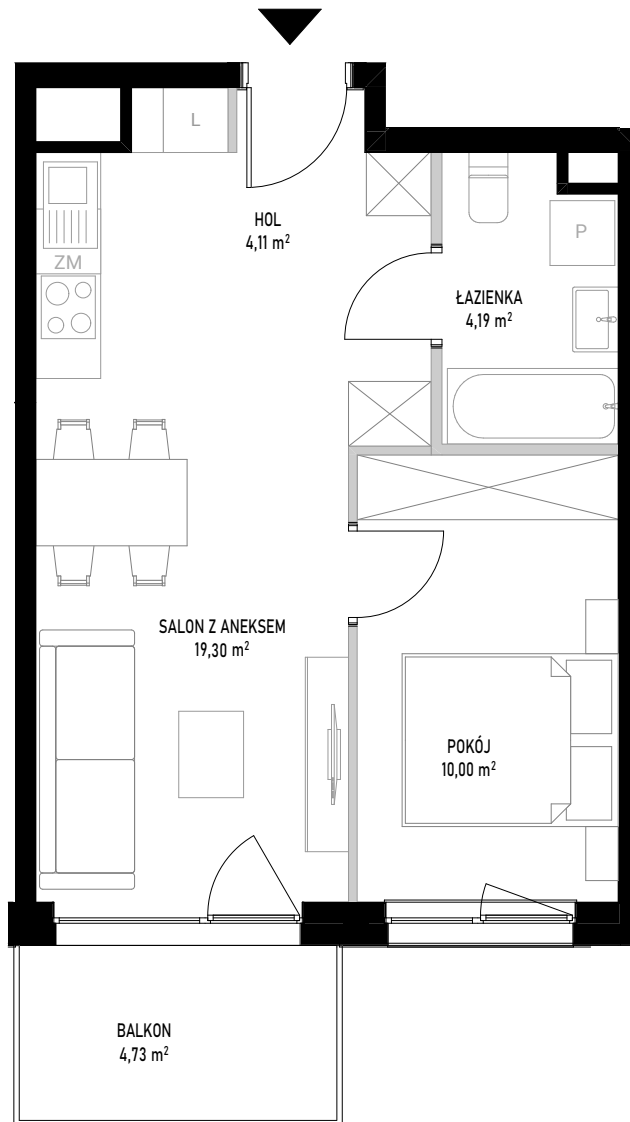 L
HOL
4,11 m²
ZM
P
ŁAZIENKA
4,19 m²
SALON Z ANEKSEM
19,30 m²
POKÓJ
10,00 m²
BALKON
4,73 m²